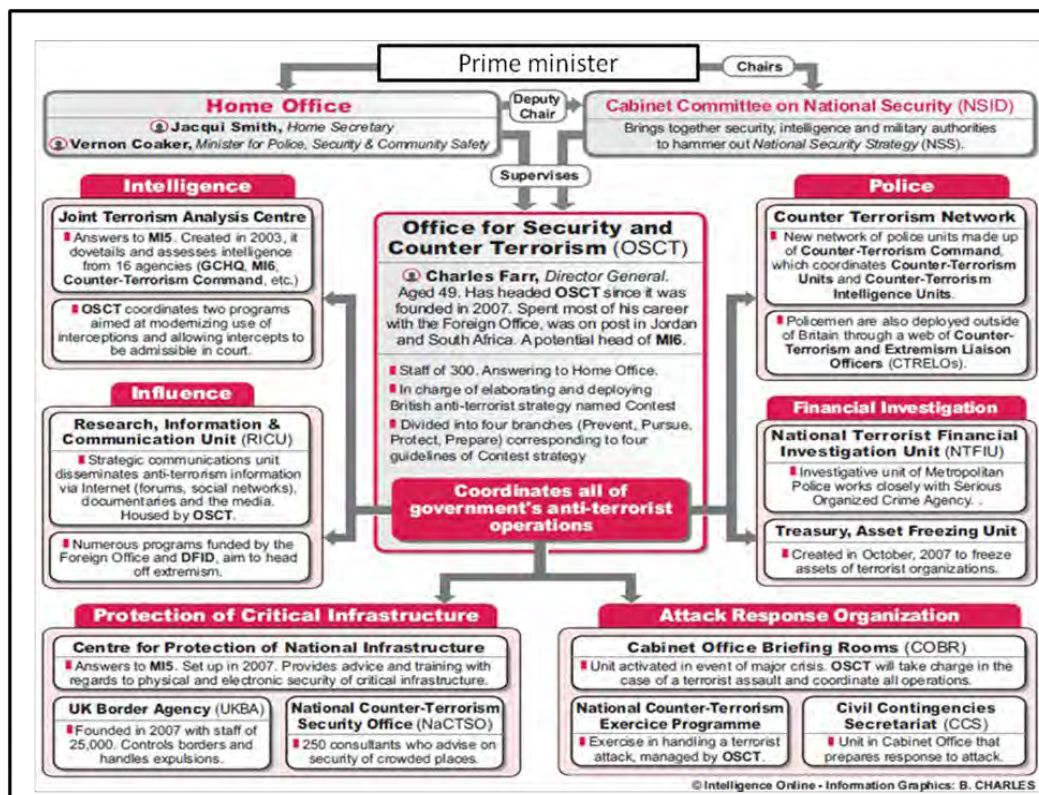 Prime minister
Chairs
Home Office
Jacqui Smith, Home Secretary
Vernon Coaker, Minister for Police, Security & Community Safety
Deputy
Chair
Cabinet Committee on National Security (NSID)
Brings together security, intelligence and military authorities
to hammer out National Security Strategy (NSS).
Supervises
Intelligence
Joint Terrorism Analysis Centre
Answers to MI5. Created in 2003, it
dovetails and assesses intelligence
from 16 agencies (GCHQ, MI6,
Counter-Terrorism Command, etc.)
OSCT coordinates two programs
aimed at modernizing use of
interceptions and allowing intercepts to
be admissible in court.
Influence
Research, Information &
Communication Unit (RICU)
Strategic communications unit
disseminates anti-terrorism information
via Internet (forums, social networks),
documentaries and the media.
Housed by OSCT.
Numerous programs funded by the
Foreign Office and DFID, aim to head
off extremism.
Office for Security and
Counter Terrorism (OSCT)
Charles Farr, Director General.
Aged 49. Has headed OSCT since it was
founded in 2007. Spent most of his career
with the Foreign Office, was on post in Jordan
and South Africa. A potential head of MI6.
Staff of 300. Answering to Home Office.
In charge of elaborating and deploying
British anti-terrorist strategy named Contest
Divided into four branches (Prevent, Pursue,
Protect, Prepare) corresponding to four
guidelines of Contest strategy
Coordinates all of
government's anti-terrorist
operations
Police
Counter Terrorism Network
New network of police units made up
of Counter-Terrorism Command,
which coordinates Counter-Terrorism
Units and Counter-Terrorism
Intelligence Units.
Policemen are also deployed outside
of Britain through a web of Counter-
Terrorism and Extremism Liaison
Officers (CTRELOs).
Financial Investigation
National Terrorist Financial
Investigation Unit (NTFIU)
Investigative unit of Metropolitan
Police works closely with Serious
Organized Crime Agency. .
Treasury, Asset Freezing Unit
Created in October, 2007 to freeze
assets of terrorist organizations.
Protection of Critical Infrastructure
Centre for Protection of National Infrastructure
Answers to MI5. Set up in 2007. Provides advice and training with
regards to physical and electronic security of critical infrastructure.
UK Border Agency (UKBA)
Founded in 2007 with staff of
25,000. Controls borders and
handles expulsions.
National Counter-Terrorism
Security Office (NaCTSO)
250 consultants who advise on
security of crowded places.
Attack Response Organization
Cabinet Office Briefing Rooms (COBR)
Unit activated in event of major crisis. OSCT will take charge in the
case of a terrorist assault and coordinate all operations.
National Counter-Terrorism
Exercice Programme
Exercise in handling a terrorist
attack, managed by OSCT.
Civil Contingencies
Secretariat (CCS)
Unit in Cabinet Office that
prepares response to attack.
© Intelligence Online - Information Graphics: B. CHARLES